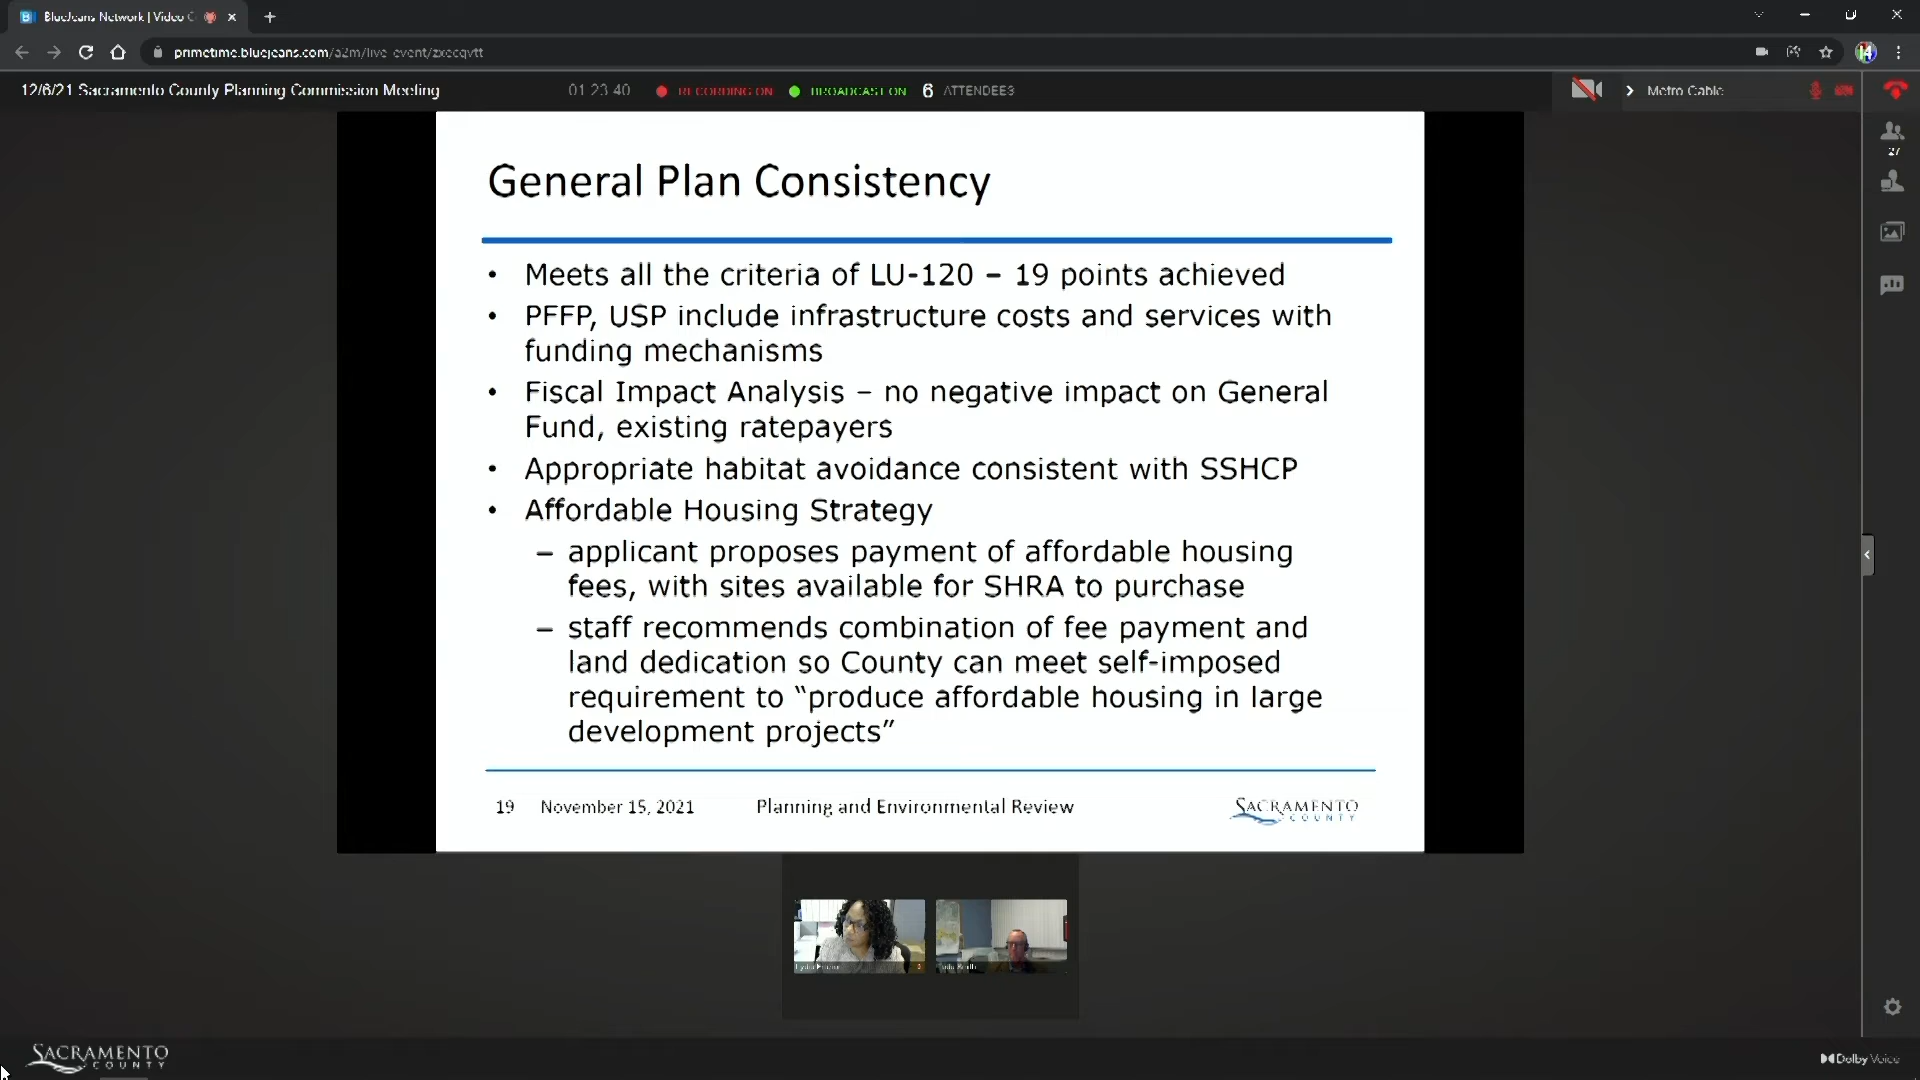 BlueJeans Network | Video C
primetime.bluejeans.com/a2m/live-event/zxecqvtt
12/6/21 Sacramento County Planning Commission Meeting
01:23:40
RECORDING ON
BROADCAST ON
6 ATTENDEES
Metro Cable
27
General Plan Consistency
• Meets all the criteria of LU-120 – 19 points achieved
• PFFP, USP include infrastructure costs and services with
funding mechanisms
• Fiscal Impact Analysis – no negative impact on General
Fund, existing ratepayers
• Appropriate habitat avoidance consistent with SSHCP
• Affordable Housing Strategy
– applicant proposes payment of affordable housing
fees, with sites available for SHRA to purchase
– staff recommends combination of fee payment and
land dedication so County can meet self-imposed
requirement to “produce affordable housing in large
development projects”
19 November 15, 2021 Planning and Environmental Review
SACRAMENTO
COUNTY
SACRAMENTO
COUNTY
Dolby Voice